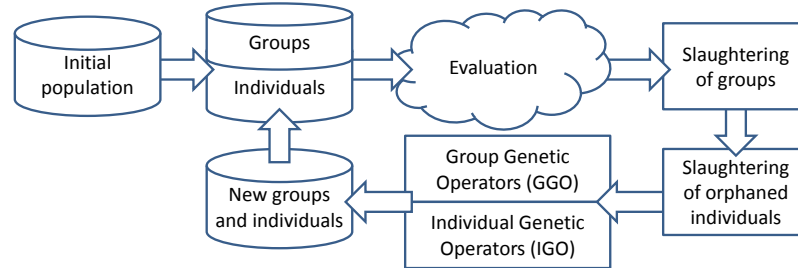 Initial
population
Groups
Individuals
Evaluation
Slaughtering
of groups
Slaughtering
of orphaned
individuals
Group Genetic
Operators (GGO)
Individual Genetic
Operators (IGO)
New groups
and individuals